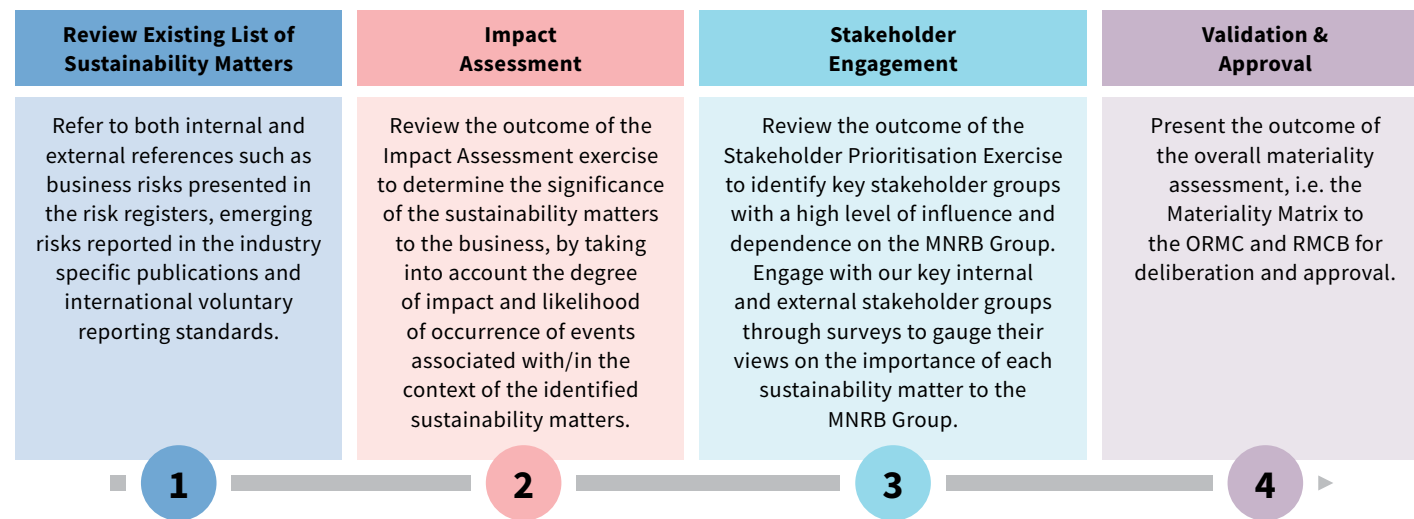 Review Existing List of
Sustainability Matters
Refer to both internal and
external references such as
business risks presented in
the risk registers, emerging
risks reported in the industry
specific publications and
international voluntary
reporting standards.
1
Impact
Assessment
Review the outcome of the
Impact Assessment exercise
to determine the significance
of the sustainability matters
to the business, by taking
into account the degree
of impact and likelihood
of occurrence of events
associated with/in the
context of the identified
sustainability matters.
2
Stakeholder
Engagement
Review the outcome of the
Stakeholder Prioritisation Exercise
to identify key stakeholder groups
with a high level of influence and
dependence on the MNRB Group.
Engage with our key internal
and external stakeholder groups
through surveys to gauge their
views on the importance of each
sustainability matter to the
MNRB Group.
3
Validation &
Approval
Present the outcome of
the overall materiality
assessment, i.e. the
Materiality Matrix to
the ORMC and RMCB for
deliberation and approval.
4